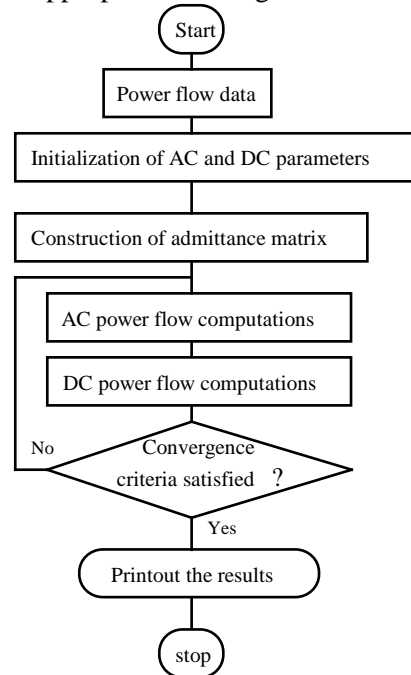 Start
Power flow data
Initialization of AC and DC parameters
Construction of admittance matrix
AC power flow computations
DC power flow computations
Convergence
criteria satisfied ?
No
Yes
Printout the results
stop